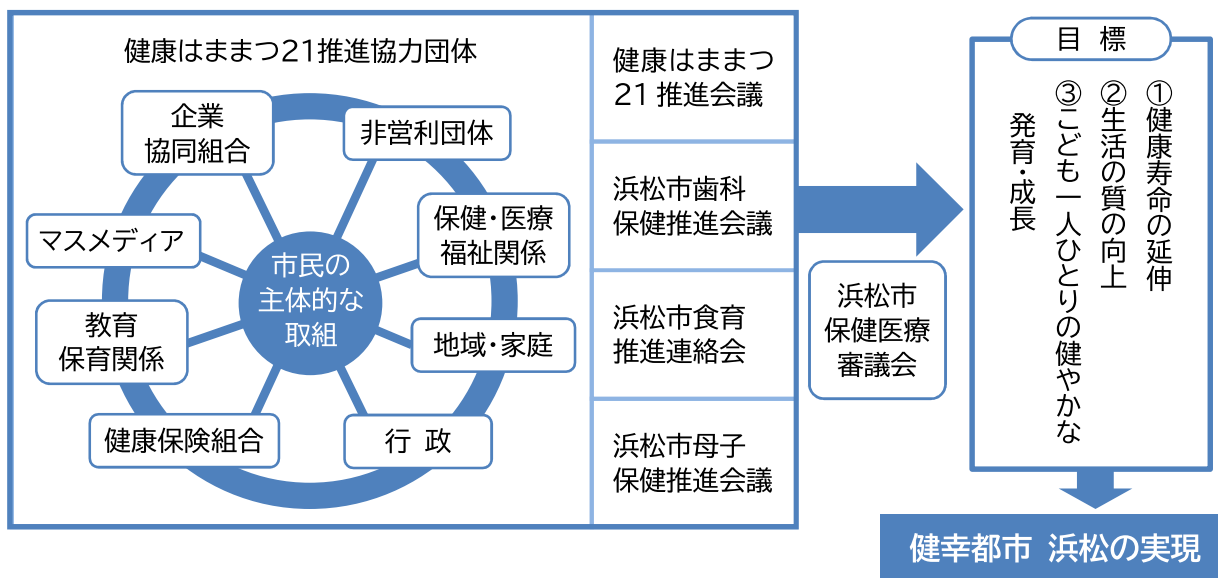 健康はままつ21推進協力団体
企業
協同組合
非営利団体
マスメディア
保健・医療
福祉関係
市民の
主体的な
取組
教育
保育関係
地域・家庭
健康保険組合
行 政
健康はままつ
21推進会議
浜松市歯科
保健推進会議
浜松市食育
推進連絡会
浜松市母子
保健推進会議
浜松市
保健医療
審議会
目 標
①健康寿命の延伸
②生活の質の向上
③こども一人ひとりの健やかな
発育・成長
健幸都市 浜松の実現